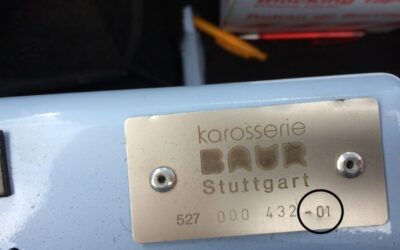 karosserie
BAUR
Stuttgart
527 000 432-01